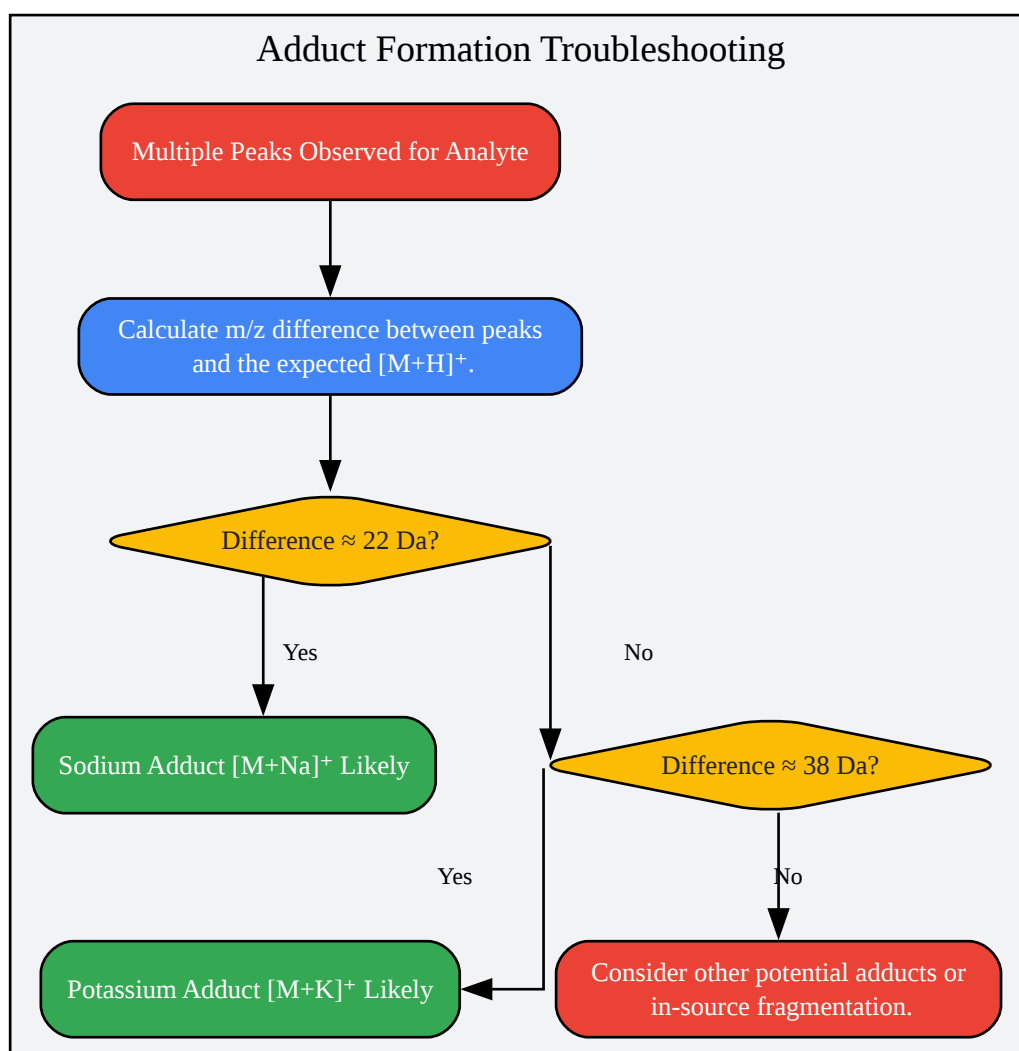 Adduct Formation Troubleshooting
Multiple Peaks Observed for Analyte
Calculate m/z difference between peaks
and the expected [M+H]⁺.
Difference ≈ 22 Da?
Yes
No
Sodium Adduct [M+Na]⁺ Likely
Difference ≈ 38 Da?
Yes
No
Potassium Adduct [M+K]⁺ Likely
Consider other potential adducts or
in-source fragmentation.